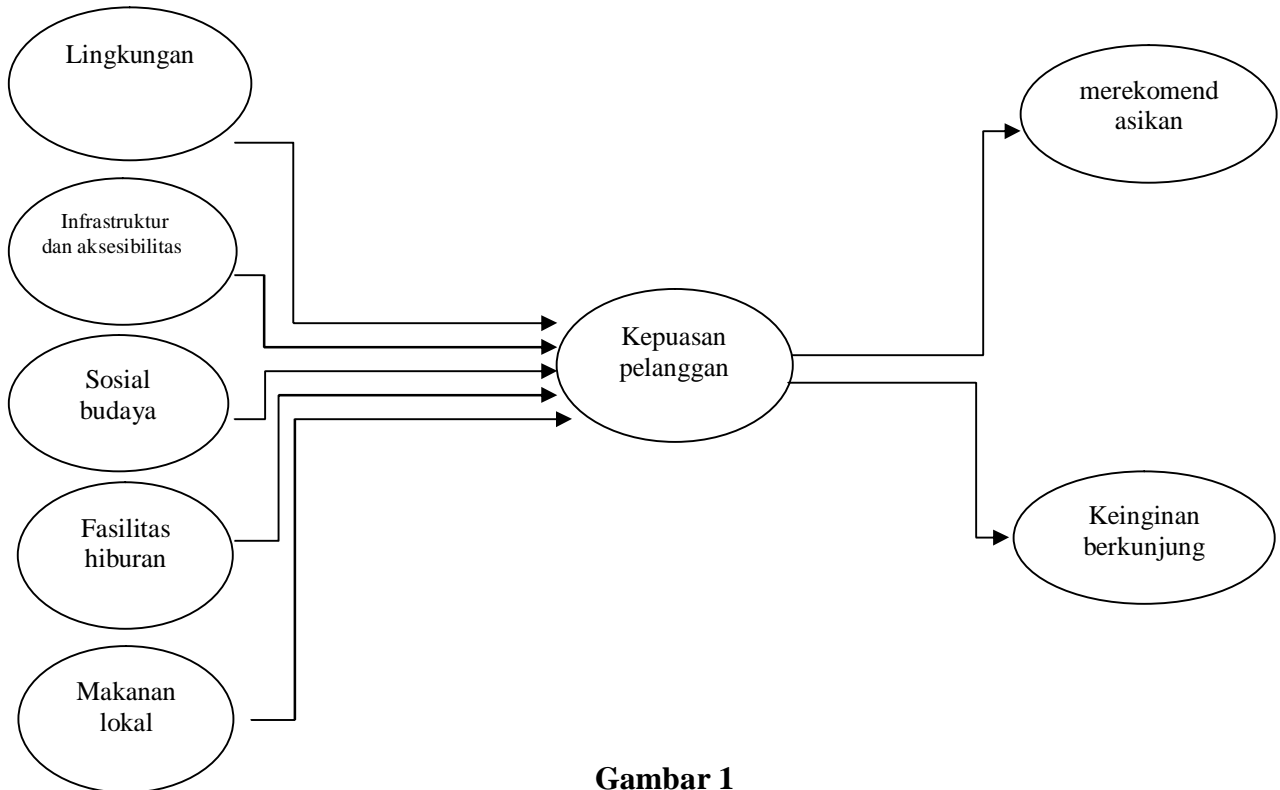 Lingkungan
Infrastruktur
dan aksesibilitas
Sosial
budaya
Fasilitas
hiburan
Makanan
lokal
Kepuasan
pelanggan
merekomend
asikan
Keinginan
berkunjung
Gambar 1